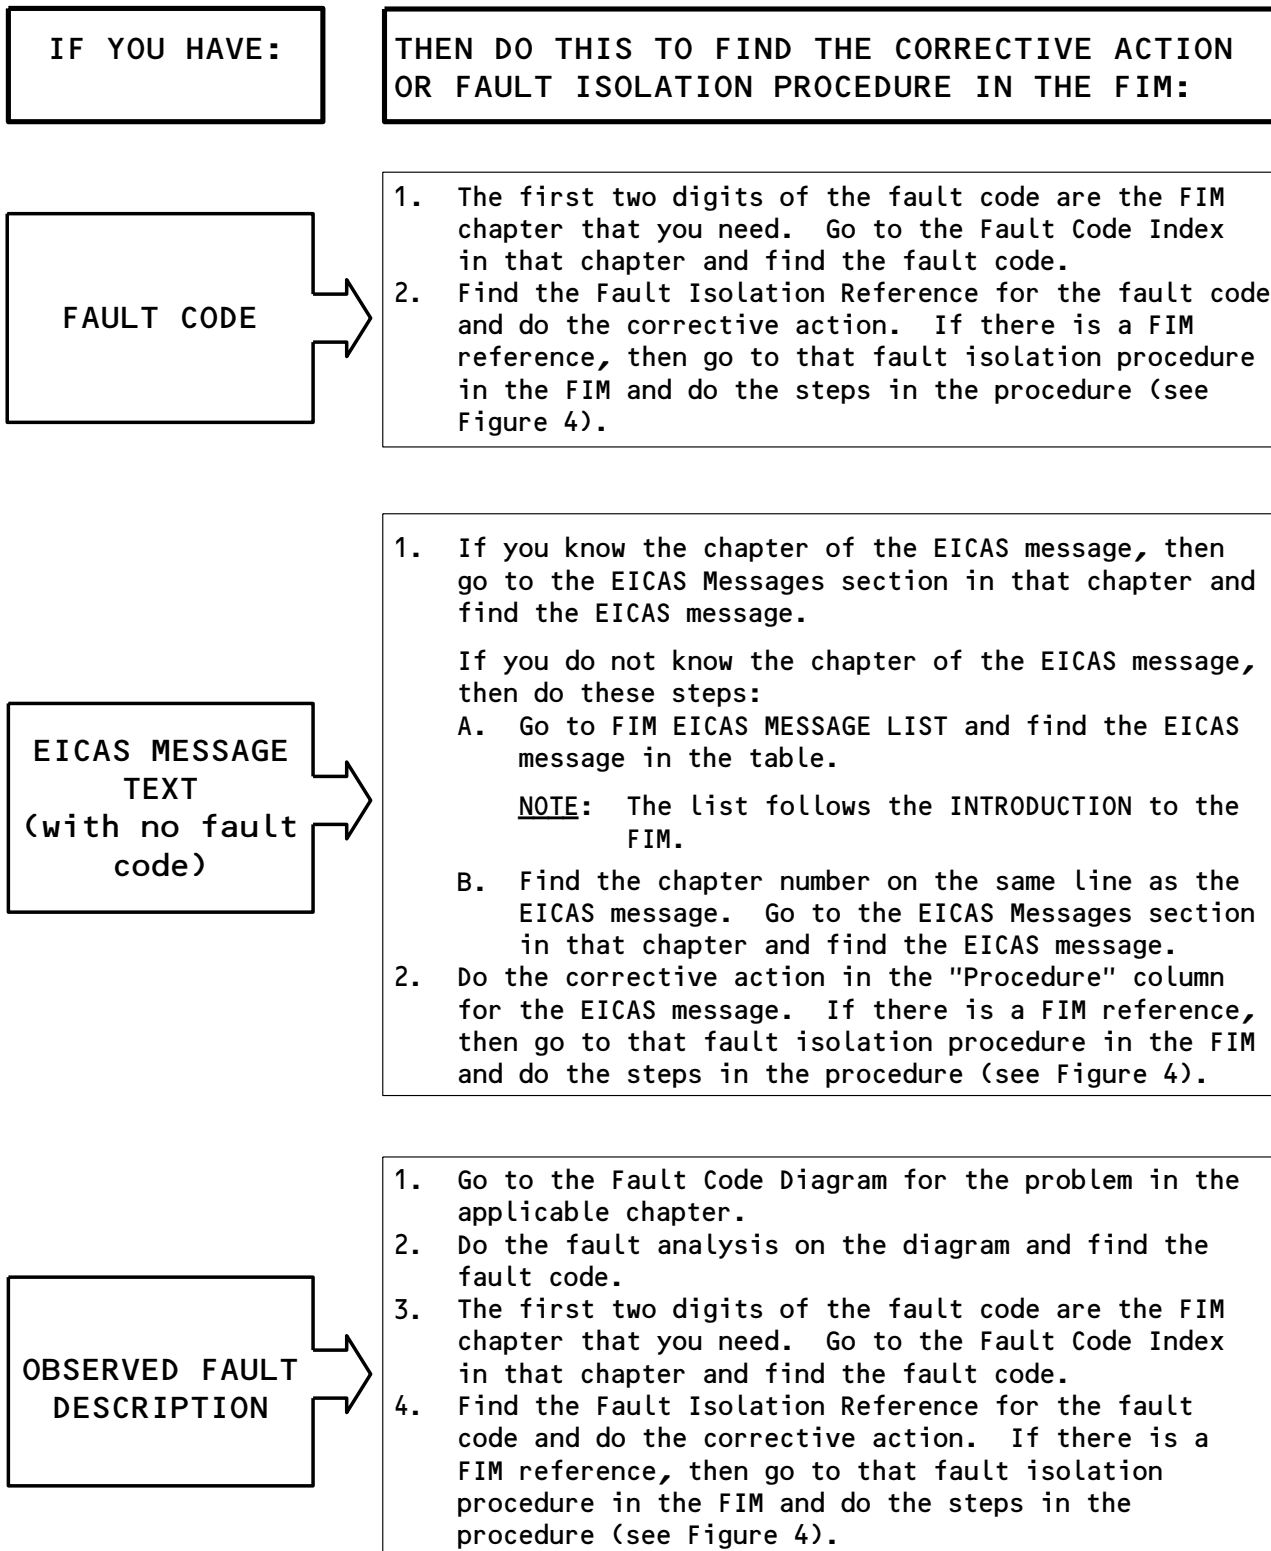 IF YOU HAVE:
THEN DO THIS TO FIND THE CORRECTIVE ACTION
OR FAULT ISOLATION PROCEDURE IN THE FIM:
FAULT CODE
1. The first two digits of the fault code are the FIM
chapter that you need. Go to the Fault Code Index
in that chapter and find the fault code.
2. Find the Fault Isolation Reference for the fault code
and do the corrective action. If there is a FIM
reference, then go to that fault isolation procedure
in the FIM and do the steps in the procedure (see
Figure 4).
EICAS MESSAGE
TEXT
(with no fault
code)
1. If you know the chapter of the EICAS message, then
go to the EICAS Messages section in that chapter and
find the EICAS message.
If you do not know the chapter of the EICAS message,
then do these steps:
A. Go to FIM EICAS MESSAGE LIST and find the EICAS
message in the table.
NOTE: The list follows the INTRODUCTION to the
FIM.
B. Find the chapter number on the same line as the
EICAS message. Go to the EICAS Messages section
in that chapter and find the EICAS message.
2. Do the corrective action in the "Procedure" column
for the EICAS message. If there is a FIM reference,
then go to that fault isolation procedure in the FIM
and do the steps in the procedure (see Figure 4).
OBSERVED FAULT
DESCRIPTION
1. Go to the Fault Code Diagram for the problem in the
applicable chapter.
2. Do the fault analysis on the diagram and find the
fault code.
3. The first two digits of the fault code are the FIM
chapter that you need. Go to the Fault Code Index
in that chapter and find the fault code.
4. Find the Fault Isolation Reference for the fault
code and do the corrective action. If there is a
FIM reference, then go to that fault isolation
procedure in the FIM and do the steps in the
procedure (see Figure 4).